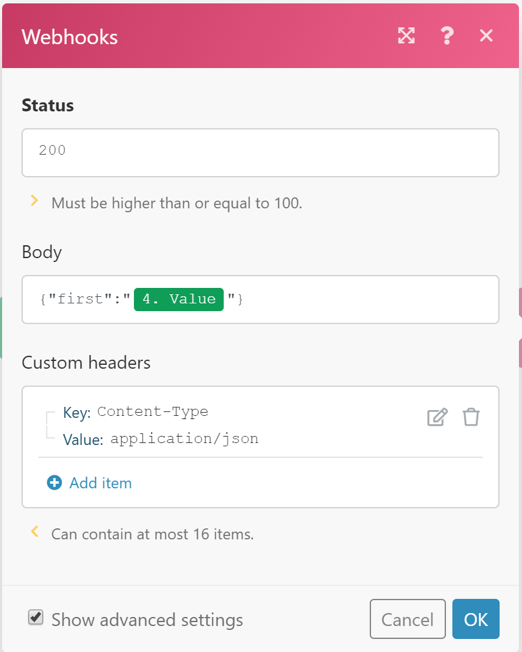 Webhooks ?
Status
200
Must be higher than or equal to 100.
Body
{"first":"4. Value"}
Custom headers
Key: Content-Type
Value: application/json
Add item
Can contain at most 16 items.
Show advanced settings Cancel OK